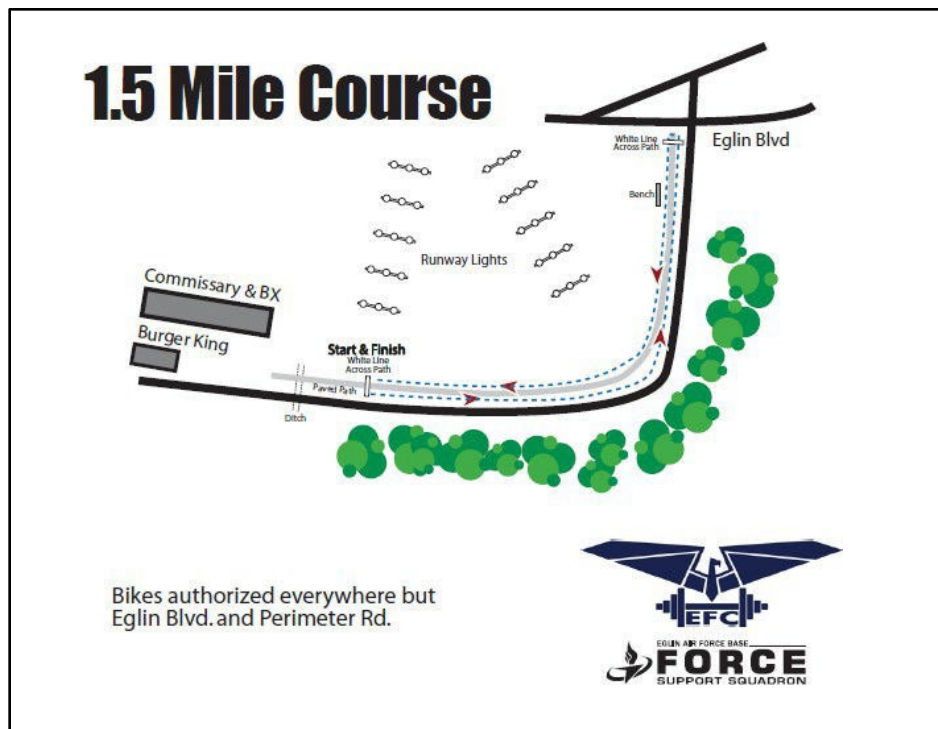 1.5 Mile Course
White Line
Across Path
Eglin Blvd
Bench
Runway Lights
Commissary & BX
Burger King
Start & Finish
White Line
Across Path
Paved Path
Ditch
Bikes authorized everywhere but
Eglin Blvd. and Perimeter Rd.
EFC
EGLIN AIR FORCE BASE
FORCE
SUPPORT SQUADRON